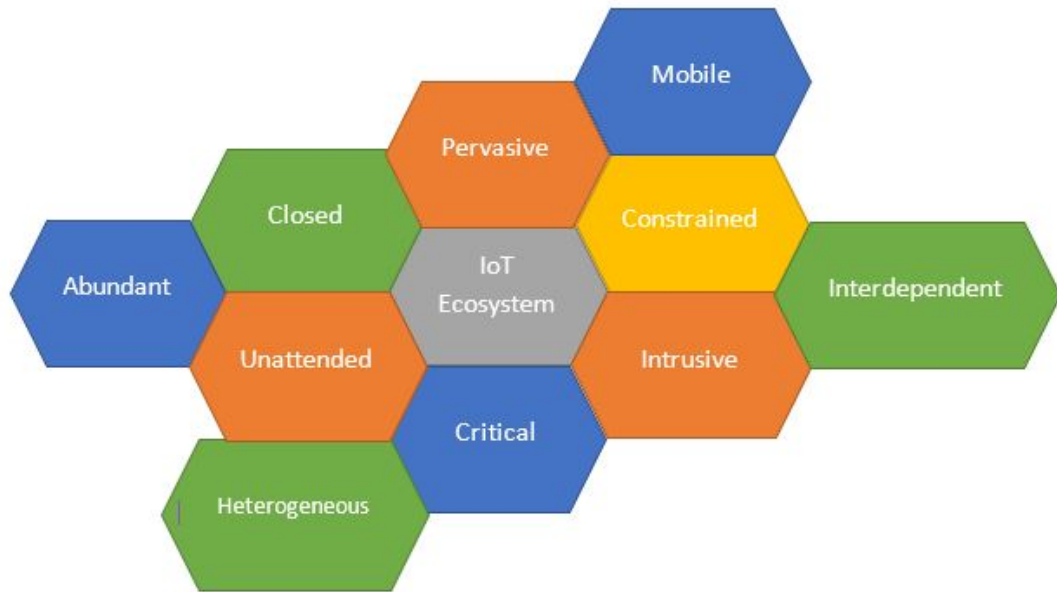 Mobile
Pervasive
Closed
Constrained
IoT
Ecosystem
Abundant
Interdependent
Unattended
Intrusive
Critical
Heterogeneous